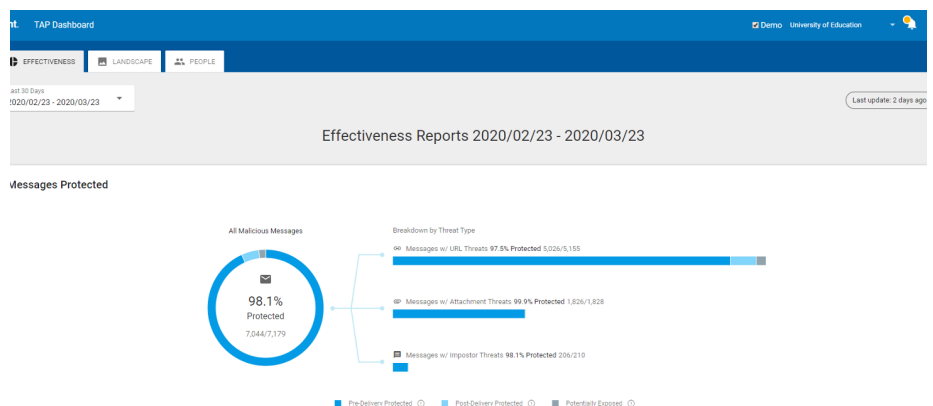 nt. TAP Dashboard
Demo University of Education
EFFECTIVENESS LANDSCAPE PEOPLE
ast 30 Days
2020/02/23 - 2020/03/23
Last update: 2 days ago
Effectiveness Reports 2020/02/23 - 2020/03/23
Messages Protected
All Malicious Messages
Breakdown by Threat Type
Messages w/ URL Threats 97.5% Protected 5,026/5,155
98.1%
Protected
7,044/7,179
Messages w/ Attachment Threats 99.9% Protected 1,826/1,828
Messages w/ Impostor Threats 98.1% Protected 206/210
Pre-Delivery Protected Post-Delivery Protected Potentially Exposed